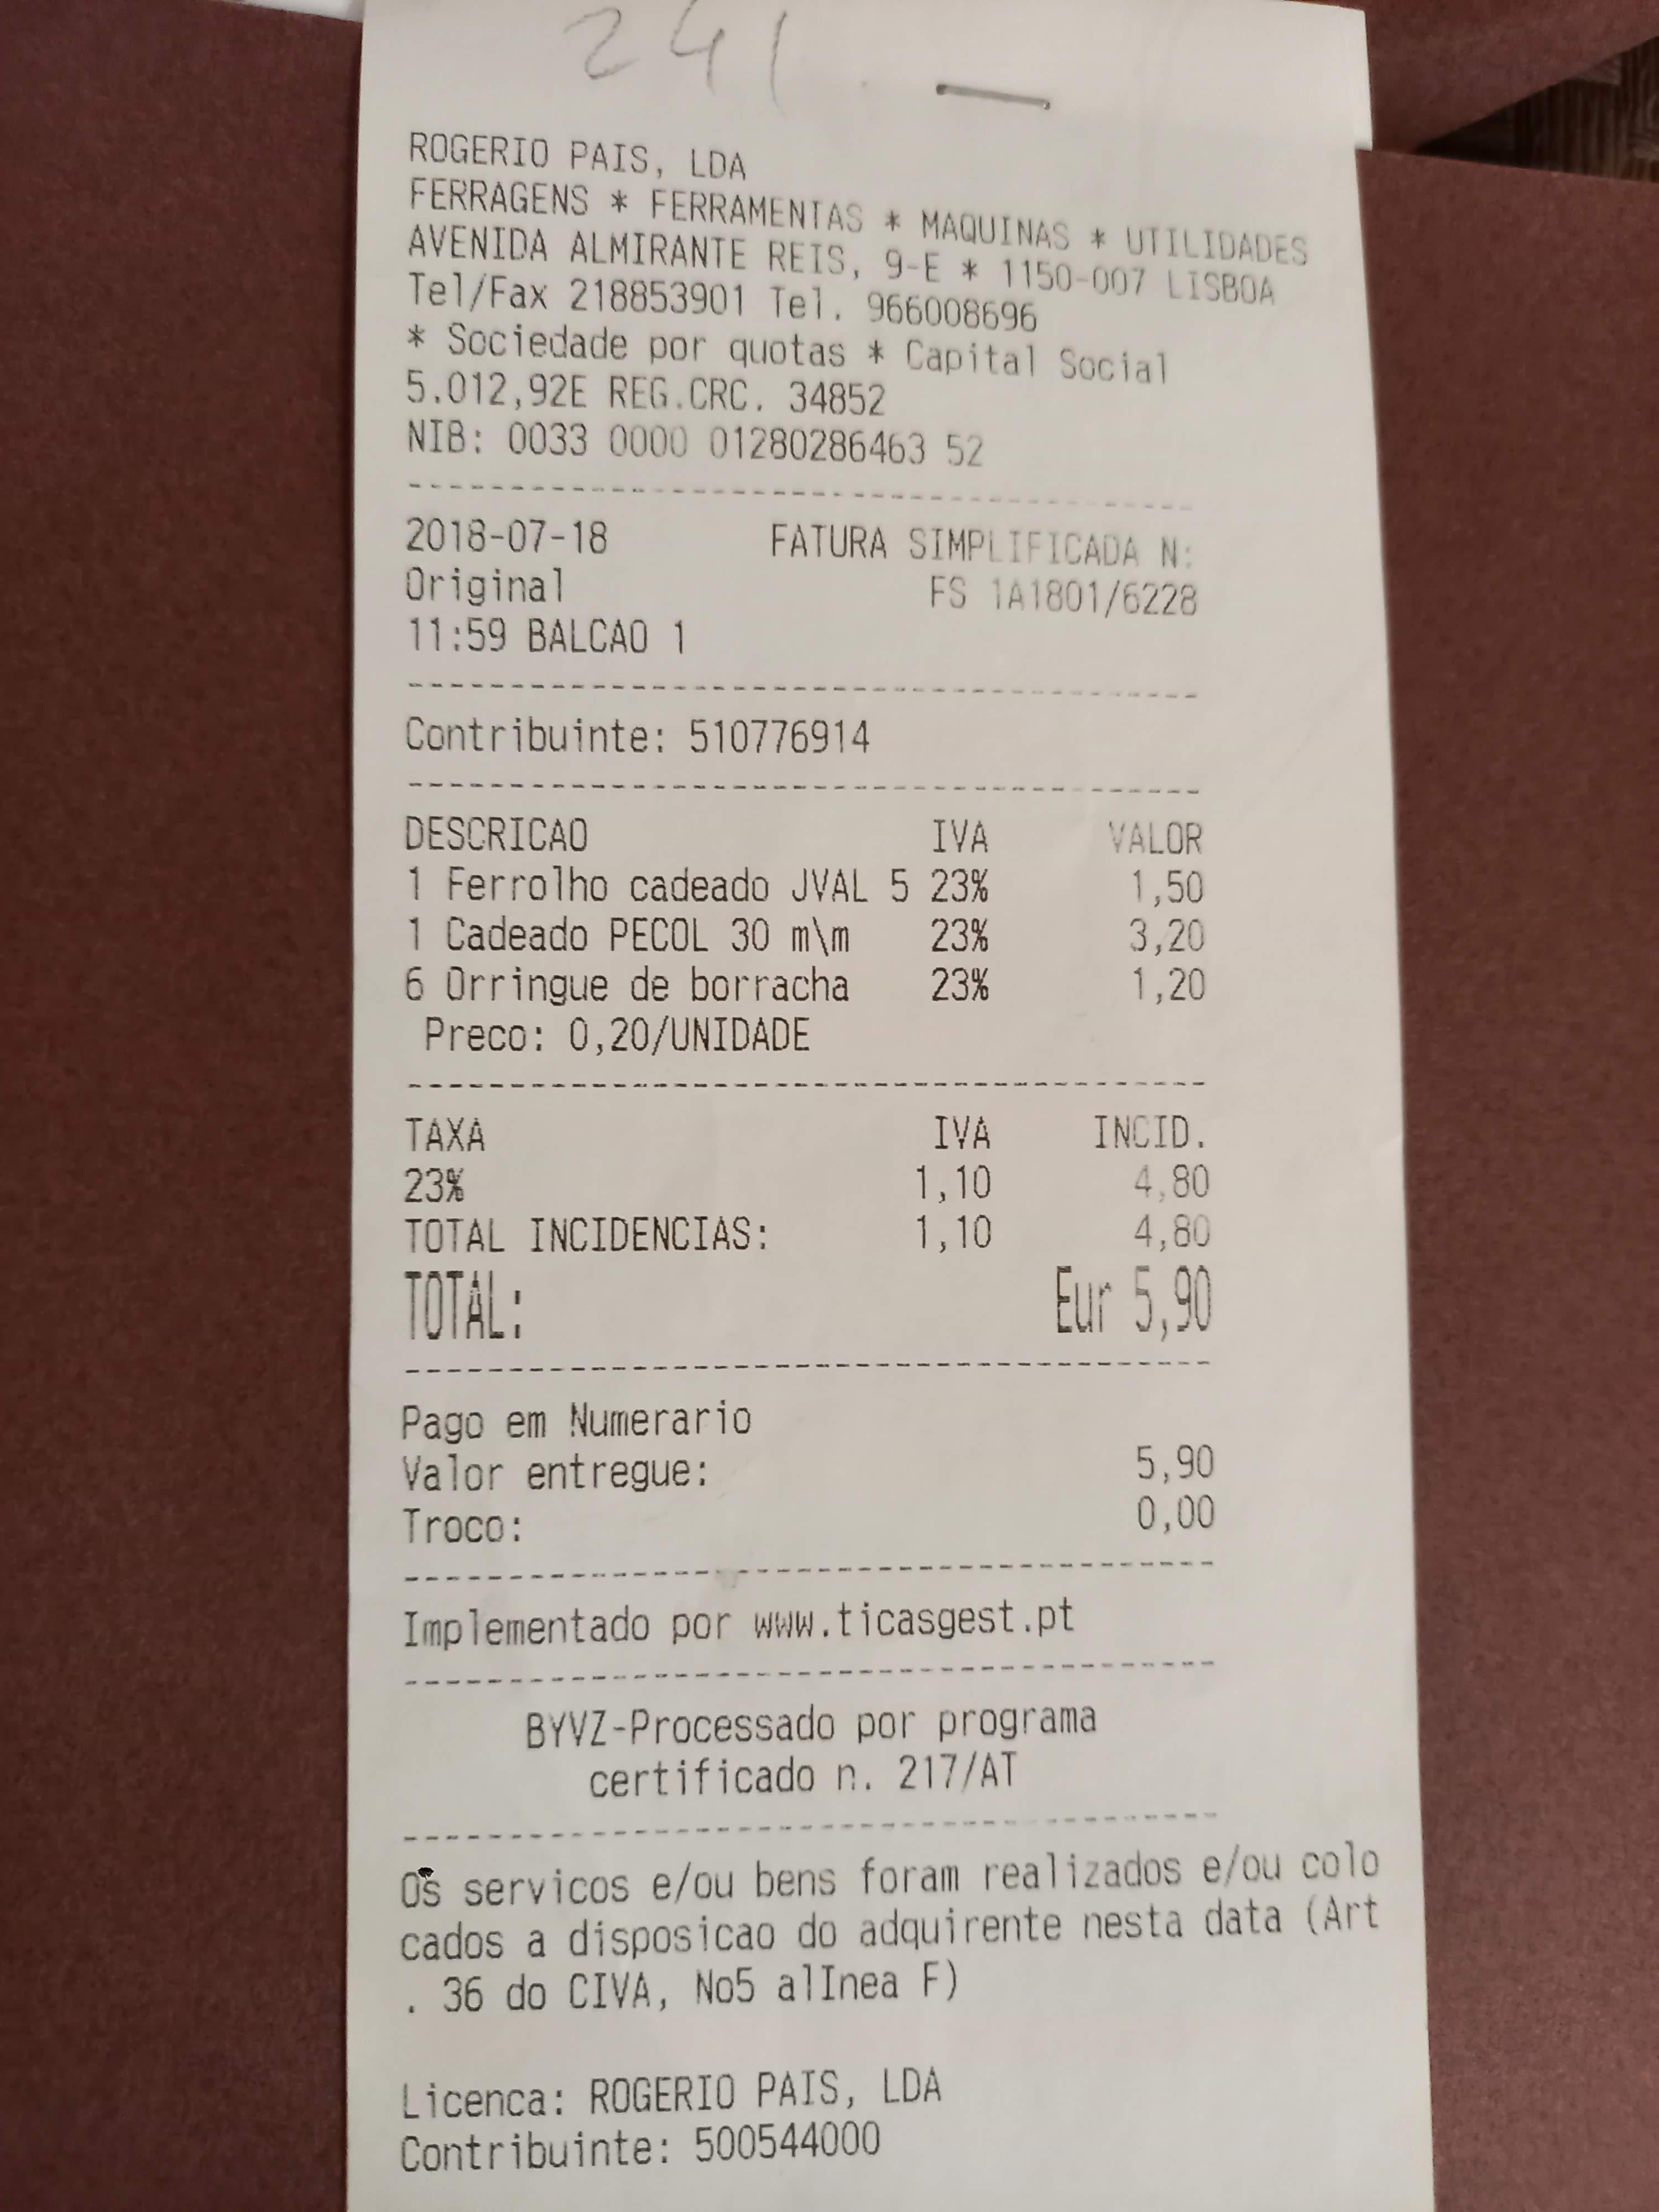 241
ROGERIO PAIS, LDA
FERRAGENS * FERRAMENTAS * MAQUINAS * UTILIDADES
AVENIDA ALMIRANTE REIS, 9-E * 1150-007 LISBOA
Tel/Fax 218853901 Tel. 966008696
* Sociedade por quotas * Capital Social
5.012,92E REG.CRC. 34852
NIB: 0033 0000 01280286463 52
2018-07-18 FATURA SIMPLIFICADA N:
Original FS 1A1801/6228
11:59 BALCAO 1
Contribuinte: 510776914
DESCRICAO IVA VALOR
1 Ferrolho cadeado JVAL 5 23% 1,50
1 Cadeado PECOL 30 m\m 23% 3,20
6 Orringue de borracha 23% 1,20
Preco: 0,20/UNIDADE
TAXA IVA INCID.
23% 1,10 4,80
TOTAL INCIDENCIAS: 1,10 4,80
TOTAL: Eur 5,90
Pago em Numerario
Valor entregue: 5,90
Troco: 0,00
Implementado por www.ticasgest.pt
BYVZ-Processado por programa
certificado n. 217/AT
Os servicos e/ou bens foram realizados e/ou colo
cados a disposicao do adquirente nesta data (Art
. 36 do CIVA, No5 alInea F)
Licenca: ROGERIO PAIS, LDA
Contribuinte: 500544000